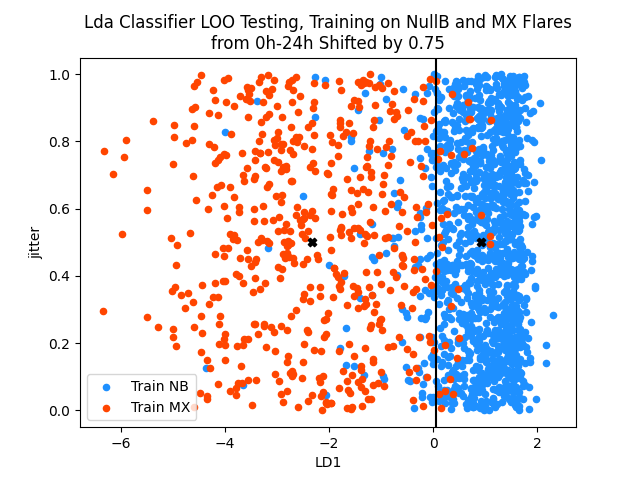 Lda Classifier LOO Testing, Training on NullB and MX Flares
from 0h-24h Shifted by 0.75
1.0
0.8
0.6
0.4
0.2
0.0
jitter
Train NB
Train MX
−6
−4
−2
0
2
LD1